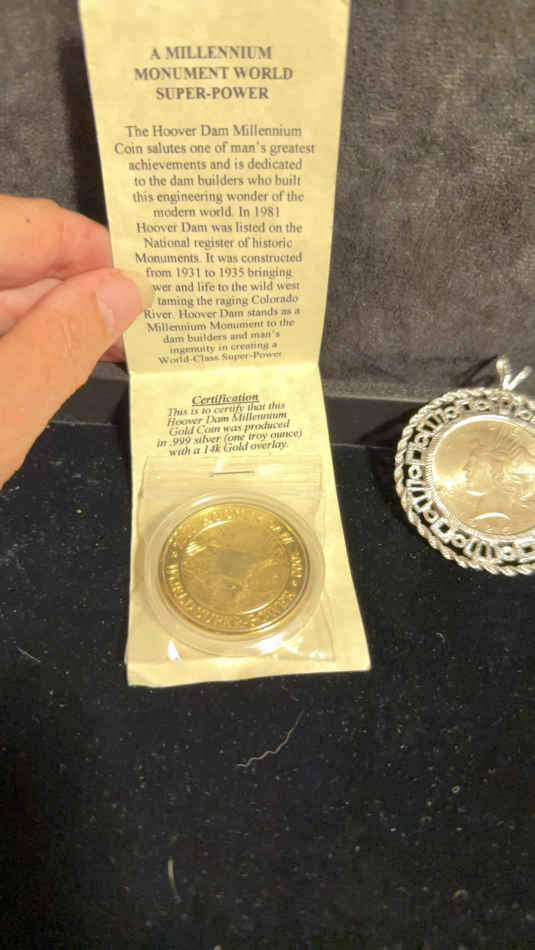 A MILLENNIUM
MONUMENT WORLD
SUPER-POWER
The Hoover Dam Millennium
Coin salutes one of man's greatest
achievements and is dedicated
to the dam builders who built
this engineering wonder of the
modern world. In 1981
Hoover Dam was listed on the
National register of historic
Monuments. It was constructed
from 1931 to 1935 bringing
wer and life to the wild west
taming the raging Colorado
River. Hoover Dam stands as a
Millennium Monument to the
dam builders and man's
ingenuity in creating a
World-Class Super-Power
Certification
This is to certify that this
Hoover Dam Millennium
Gold Coin was produced
in .999 silver (one troy ounce)
with a 14k Gold overlay.
WORLD SUPER-POWER